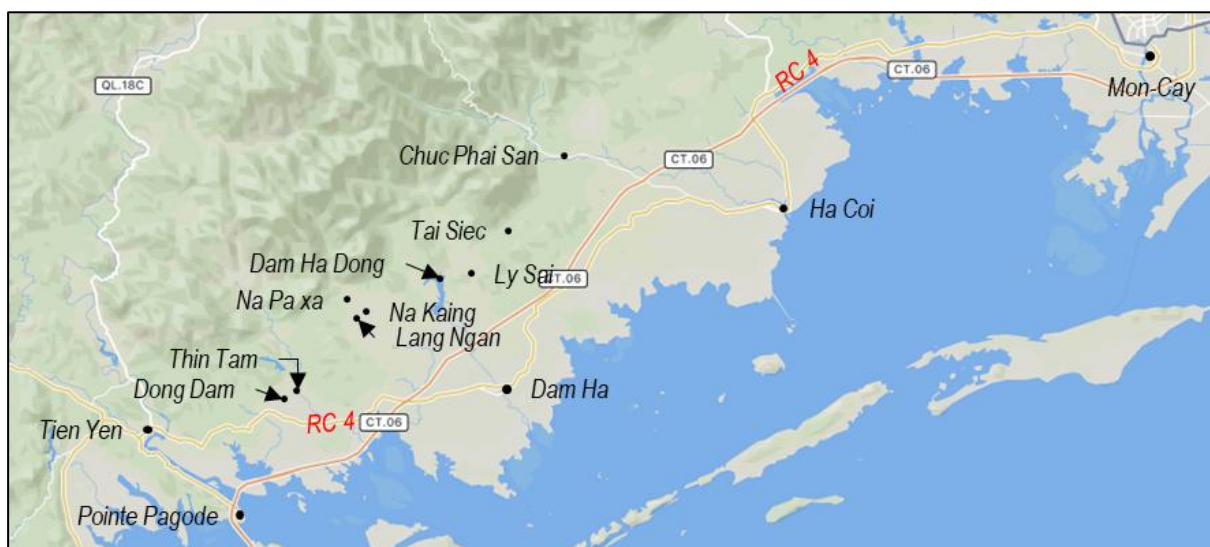 RC 4
CT.06
Mon-Cay
QL.18C
Chuc Phai San
CT.06
Ha Coi
Tai Siec
Dam Ha Dong
Ly Sai
CT.06
Na Pa xa
Na Kaing
Lang Ngan
Thin Tam
Dong Dam
Dam Ha
Tien Yen
RC 4
CT.06
Pointe Pagode